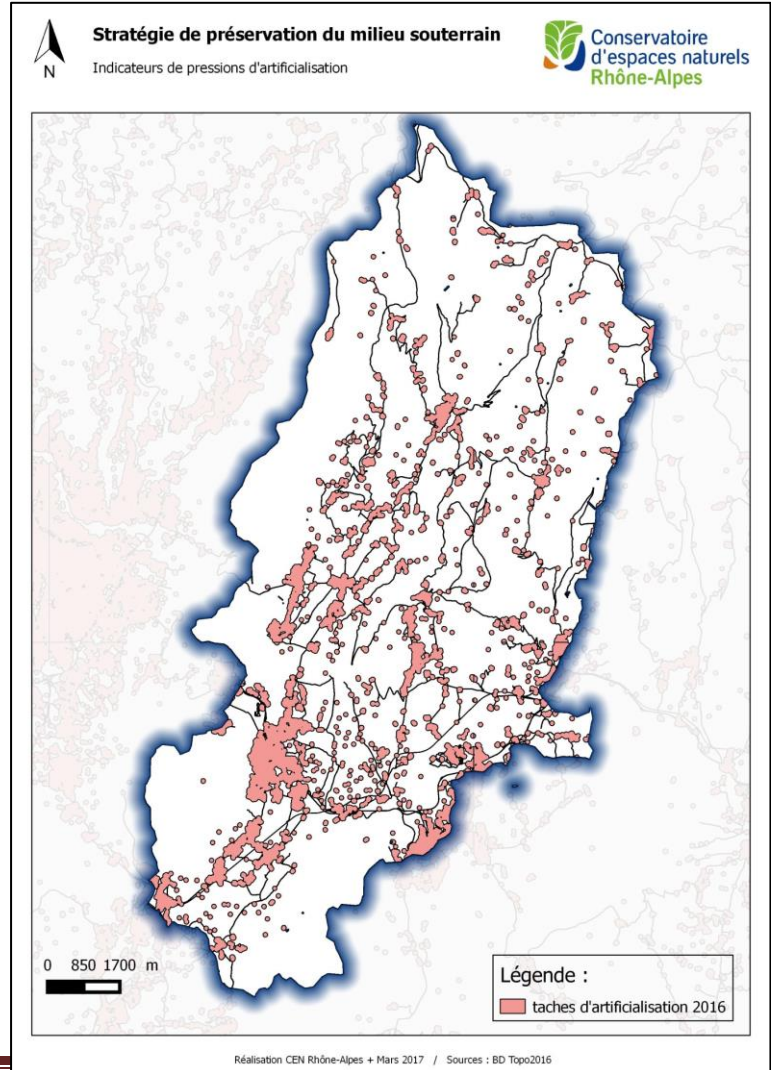 Stratégie de préservation du milieu souterrain
Indicateurs de pressions d'artificialisation
N
Conservatoire
d'espaces naturels
Rhône-Alpes
0 850 1700 m
Légende :
taches d'artificialisation 2016
Réalisation CEN Rhône-Alpes + Mars 2017 / Sources : BD Topo2016